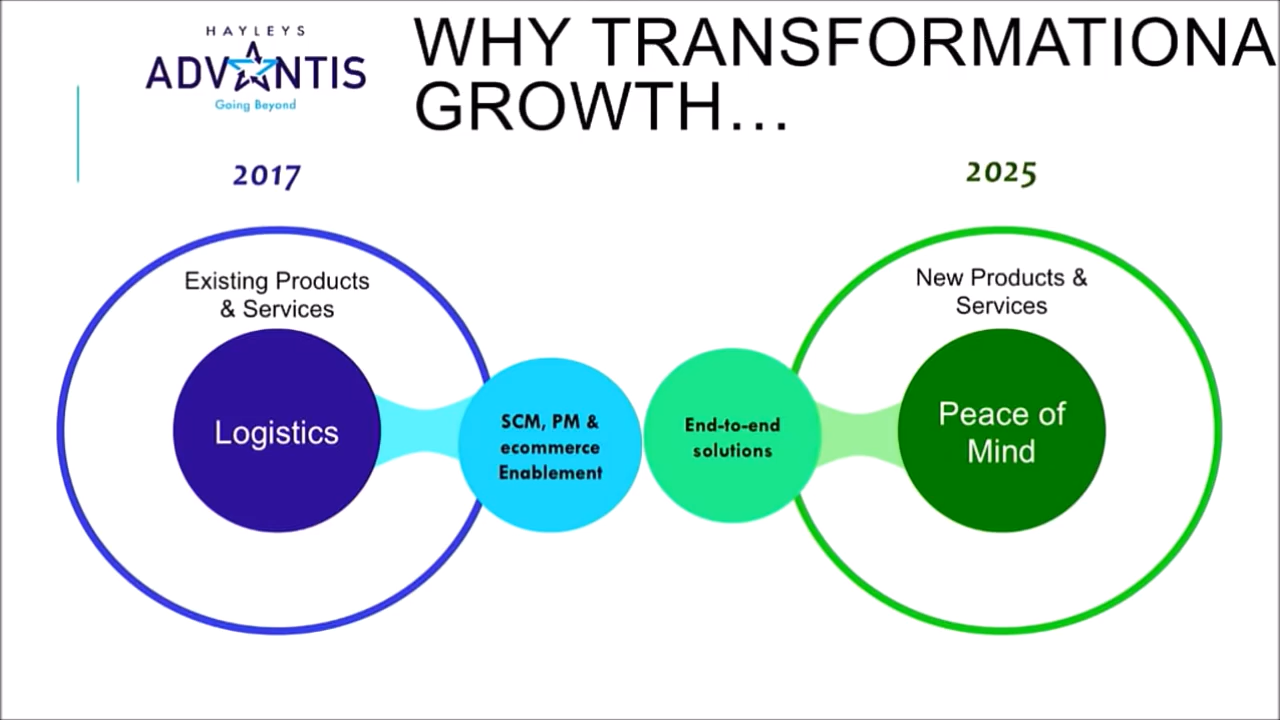 HAYLEYS
ADVANTIS
Going Beyond
WHY TRANSFORMATIONA
GROWTH...
2017
2025
Existing Products
& Services
Logistics
SCM, PM &
ecommerce
Enablement
End-to-end
solutions
New Products &
Services
Peace of
Mind